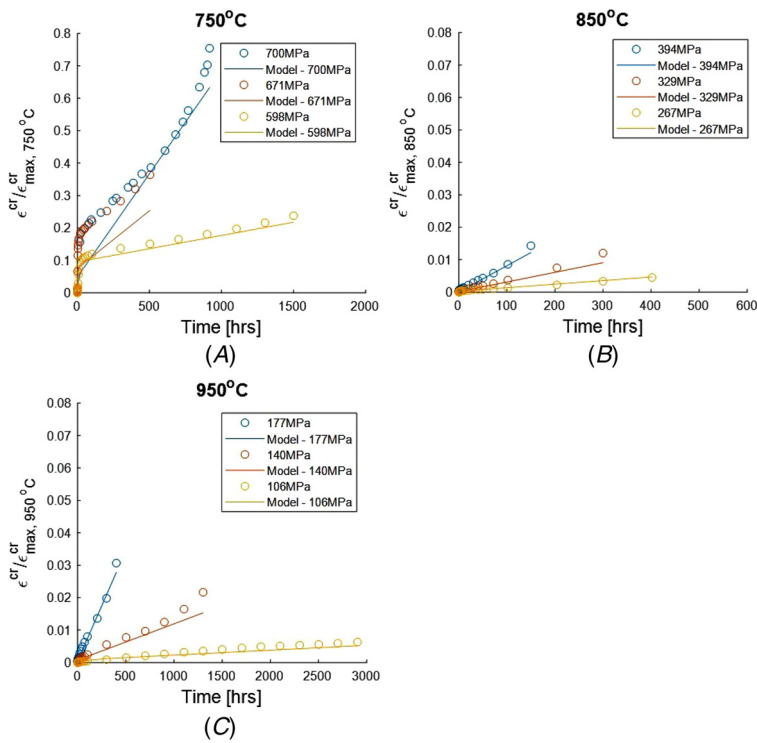 750°C
0.8
0.7
0.6
0.5
0.4
0.3
0.2
0.1
0
ϵ^cr/ϵ^cr_max, 750°C
700MPa
Model - 700MPa
671MPa
Model - 671MPa
598MPa
Model - 598MPa
0 500 1000 1500 2000
Time [hrs]
(A)
850°C
0.08
0.07
0.06
0.05
0.04
0.03
0.02
0.01
0
ϵ^cr/ϵ^cr_max, 850°C
394MPa
Model - 394MPa
329MPa
Model - 329MPa
267MPa
Model - 267MPa
0 100 200 300 400 500 600
Time [hrs]
(B)
950°C
0.08
0.07
0.06
0.05
0.04
0.03
0.02
0.01
0
ϵ^cr/ϵ^cr_max, 950°C
177MPa
Model - 177MPa
140MPa
Model - 140MPa
106MPa
Model - 106MPa
0 500 1000 1500 2000 2500 3000
Time [hrs]
(C)